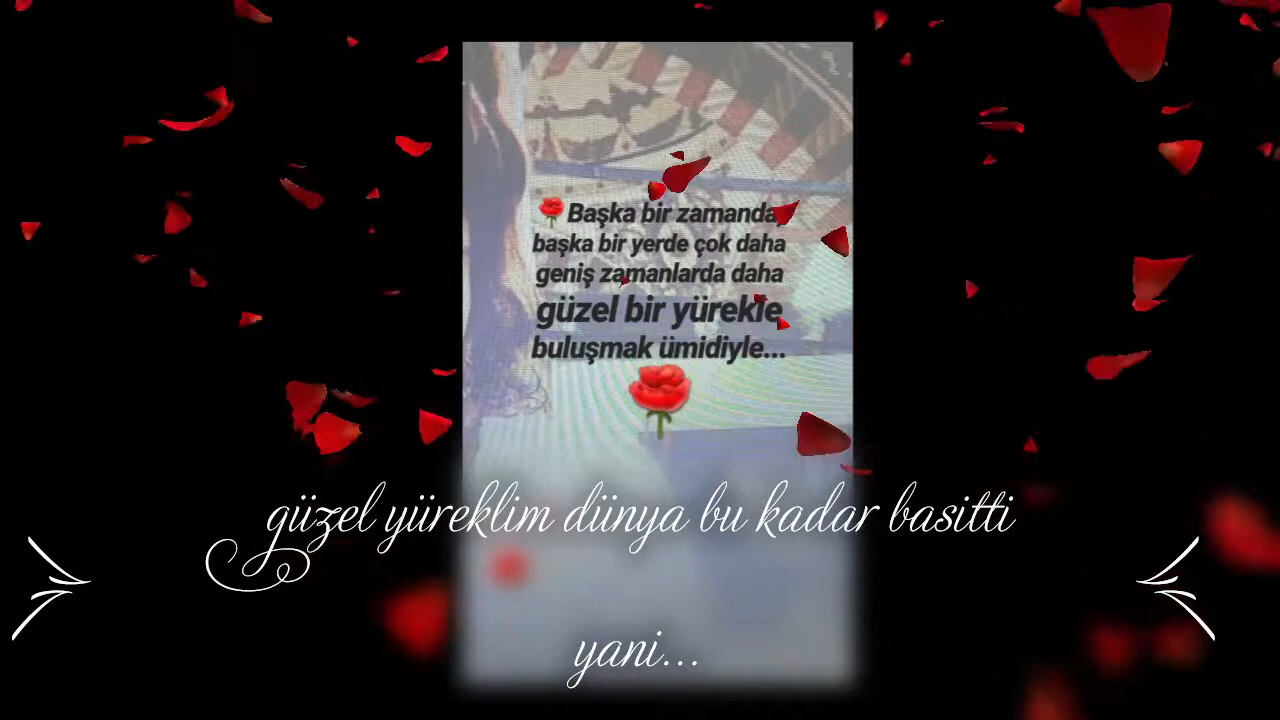 🌹Başka bir zamanda,
başka bir yerde çok daha
geniş zamanlarda daha
güzel bir yürekle
buluşmak ümidiyle...
🌹
güzel yüreklim dünya bu kadar basitti
yani...